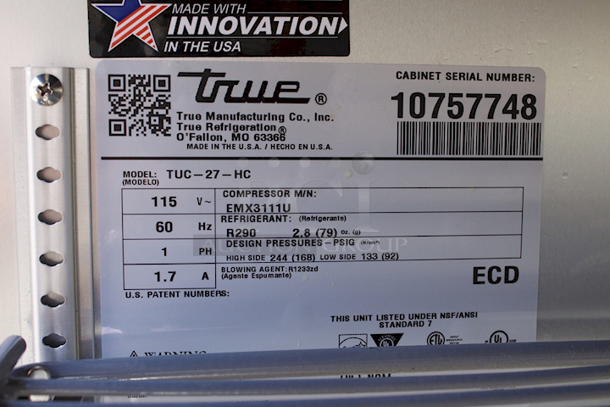 MADE WITH
INNOVATION
IN THE USA
True ®
True Manufacturing Co., Inc.
True Refrigeration®
O'Fallon, MO 63366
MADE IN THE U.S.A. / HECHO EN U.S.A.
CABINET SERIAL NUMBER:
10757748
MODEL: TUC-27-HC
(MODELO)
115 V~
60 Hz
1 PH
1.7 A
COMPRESSOR M/N:
EMX3111U
REFRIGERANT: (Refrigerante)
R290 2.8 (79) oz. (g)
DESIGN PRESSURES - PSIG
HIGH SIDE 244 (168) LOW SIDE 133 (92)
BLOWING AGENT: R1233zd
(Agente Espumante)
ECD
U.S. PATENT NUMBERS:
THIS UNIT LISTED UNDER NSF/ANSI
STANDARD 7
WARNING
GROUP